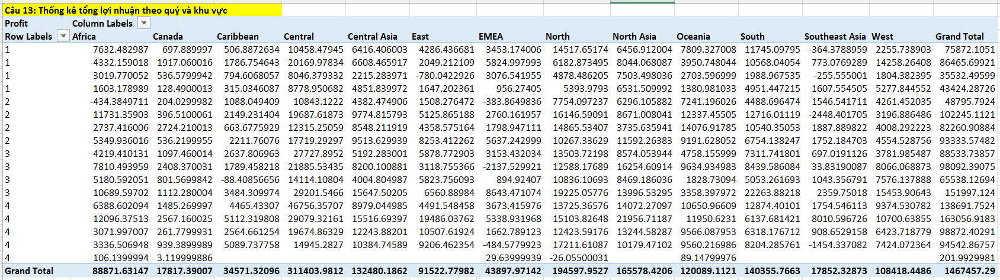 Câu 13: Thống kê tổng lợi nhuận theo quý và khu vực
Profit Column Labels
Row Labels Africa Canada Caribbean Central Central Asia East EMEA North North Asia Oceania South Southeast Asia West Grand Total
1 7632.482987 697.889997 506.8872634 10458.47945 6416.406003 4286.436681 3453.174006 14517.65174 6456.912004 7809.327008 11745.09795 -364.3788959 2255.738903 75872.1051
1 4332.159018 1917.060016 1786.754643 20169.97834 6608.465917 2049.212109 5824.997993 6182.873495 8044.068087 3950.748044 10568.04054 773.0769289 14258.26408 86465.69921
1 3019.770052 536.5799942 794.6068057 8046.379332 2215.283971 -780.0422926 3076.541955 4878.486205 7503.498036 2703.596999 1988.967535 -255.555001 1804.382395 35532.49599
1 1603.178989 128.4900013 315.0346087 8778.950682 4851.839972 1647.202361 956.27405 5393.9793 6531.509992 1380.981033 4951.447215 1607.554505 5277.844552 43424.28726
2 -434.3849711 204.0299982 1088.049409 10843.1222 4382.474906 1508.276472 -383.8649836 7754.097237 6296.105882 7241.196026 4488.696474 1546.541711 4261.452035 48795.7924
2 11731.35903 396.5100061 2149.231404 19687.61873 9774.815793 5125.865188 2760.161957 16146.59091 8671.008041 12337.45505 12716.01119 -2448.401705 3196.886486 102245.1121
2 2737.416006 2724.210013 663.6775929 12315.25059 8548.211919 4358.575164 1798.947111 14865.53407 3735.635941 14076.91785 10540.35053 1887.889822 4008.292223 82260.90884
2 5349.936016 536.2199955 2211.76076 17719.29297 9513.629939 8253.412262 5637.242999 10267.33629 11592.26383 9191.628052 6754.138247 1752.184703 4554.528756 93333.57482
3 4219.410131 1097.460014 2637.806963 27727.8952 5192.283001 5878.772903 3153.432034 13503.72198 8574.053944 4758.155999 7311.741801 697.0191126 3781.985487 88533.73857
3 7810.493959 2408.370031 1789.458218 21885.53435 8200.100881 3118.755366 -2137.529921 12588.17689 16254.60914 9634.934983 8439.586084 33.83190087 8066.068873 98092.39075
3 5180.592051 801.5699842 -88.40856656 14114.10804 4004.804987 5823.756093 894.92407 10836.10693 8469.186036 1828.73094 5053.261693 1043.356791 7576.137888 65538.12694
3 10689.59702 1112.280004 3484.309974 29201.5466 15647.50205 6560.88984 8643.471074 19225.05776 13996.53295 3358.397972 22263.88218 2359.75018 15453.90643 151997.124
4 6388.602094 1485.269997 4465.43307 46756.35707 8979.044985 4491.548458 3673.415976 13725.36576 14072.27097 10650.96609 12874.40101 1754.546113 9374.530782 138691.7524
4 12096.37513 2567.160025 5112.319808 29079.32161 15516.69397 19486.03762 5338.931968 15103.82648 21956.71187 11950.6231 6137.681421 8010.596726 10700.63855 163056.9183
4 3071.997007 261.7799931 2564.661254 19674.86329 12243.88201 10507.61924 1662.789123 12423.59176 13244.58287 9566.087953 6318.176712 908.6529158 6423.718779 98872.40291
4 3336.506948 939.3899989 5089.737758 14945.2827 10384.74589 9206.462354 -484.5779923 17211.61087 10179.47102 9560.216986 8204.285761 -1454.337082 7424.072364 94542.86757
4 106.1399994 3.119999886 29.63999939 -26.05500031 89.14799976 201.9929981
Grand Total 88871.63147 17817.39007 34571.32096 311403.9812 132480.1862 91522.77982 43897.97142 194597.9527 165578.4206 120089.1121 140355.7663 17852.32873 108418.4486 1467457.29